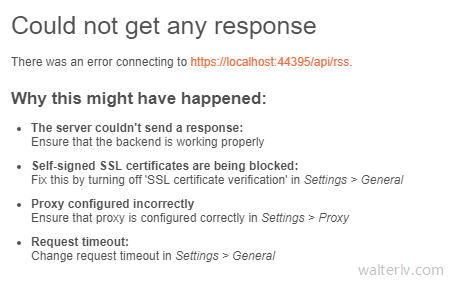 Could not get any response
There was an error connecting to https://localhost:44395/api/rss.
Why this might have happened:
• The server couldn't send a response:
Ensure that the backend is working properly
• Self-signed SSL certificates are being blocked:
Fix this by turning off 'SSL certificate verification' in Settings > General
• Proxy configured incorrectly
Ensure that proxy is configured correctly in Settings > Proxy
• Request timeout:
Change request timeout in Settings > General
walterlv.com